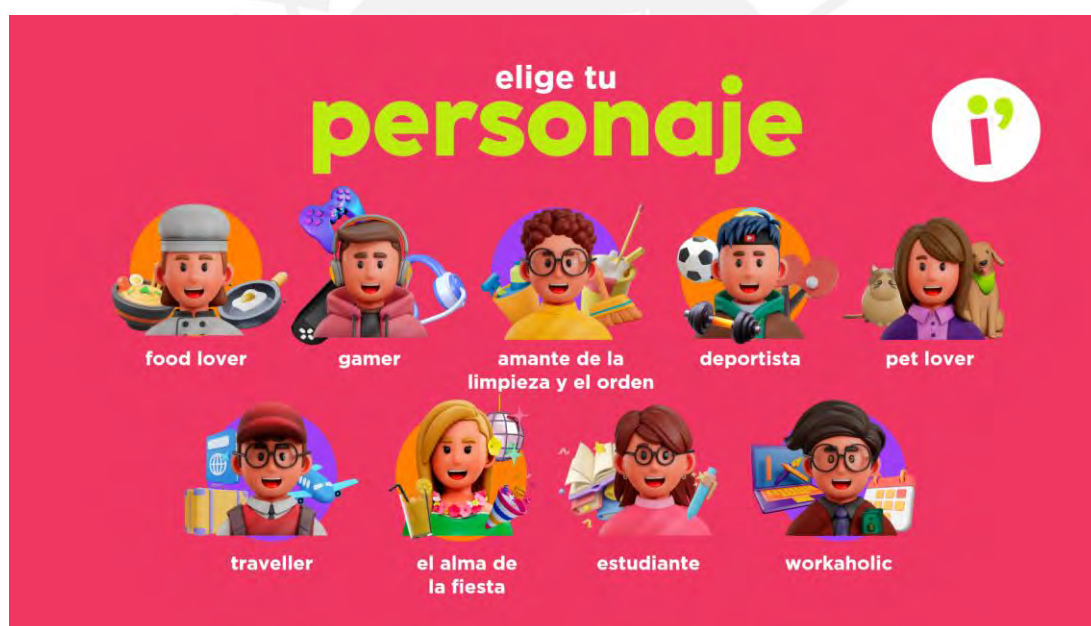 elige tu
personaje
i’
food lover
gamer
amante de la
limpieza y el orden
deportista
pet lover
traveller
el alma de
la fiesta
estudiante
workaholic